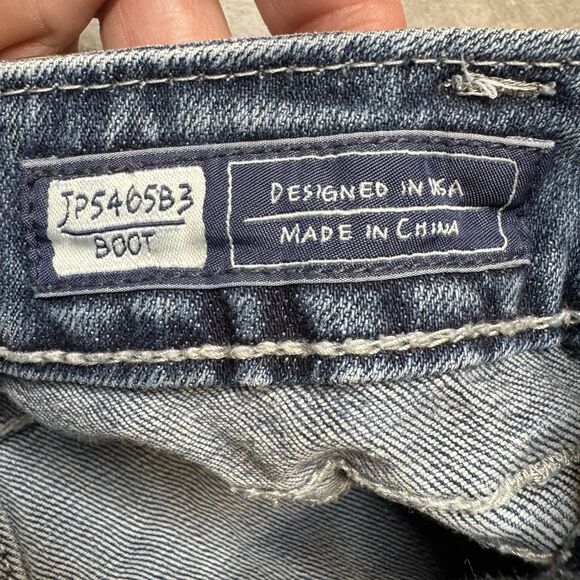 JP5465B3
BOOT
DESIGNED IN USA
MADE IN CHINA